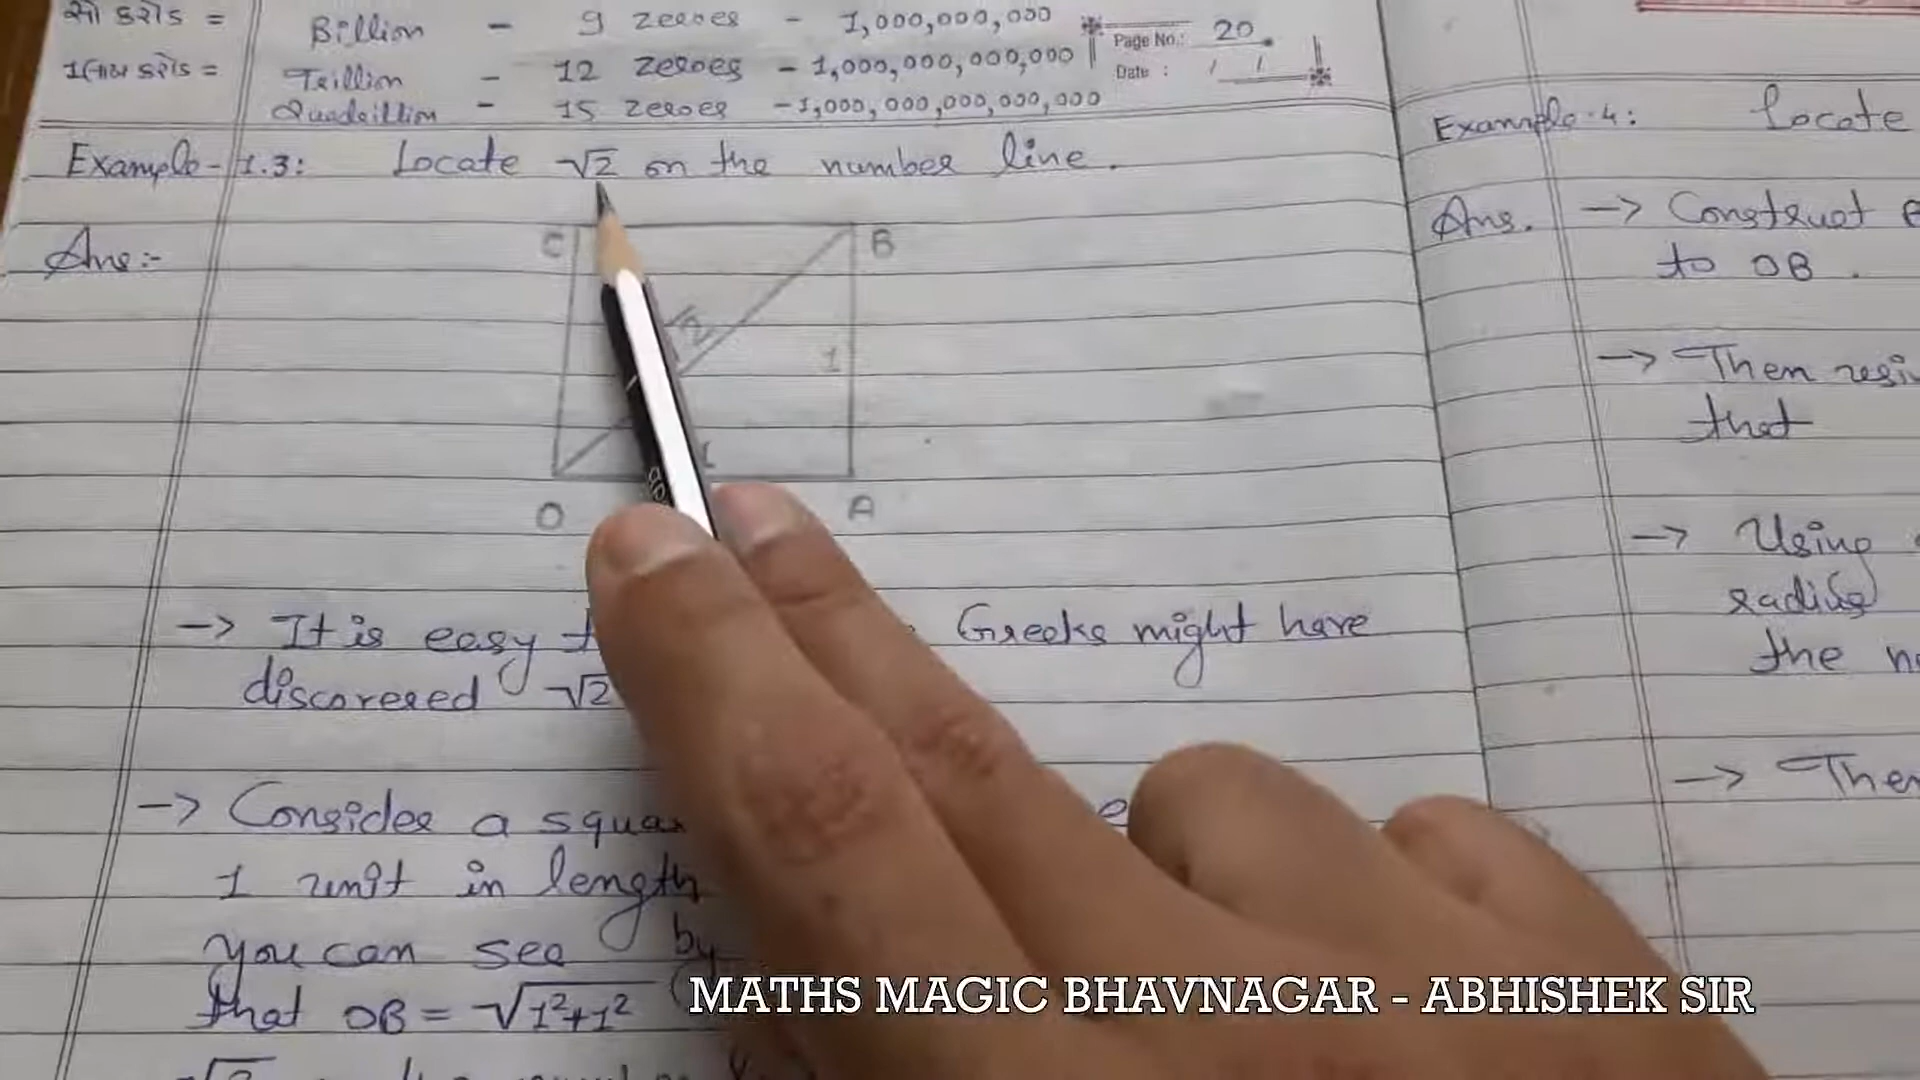 સો કરોડ =
Billion - 9 zeroes - 1,000,000,000
Page No.: 20
1 લાખ કરોડ =
Trillion - 12 zeroes - 1,000,000,000,000
Date : / /
Quadrillion - 15 zeroes - 1,000,000,000,000,000
Example-1.3: Locate √2 on the number line.
Ans:-
C
B
√2
1
1
O
A
-> It is easy
Greeks might have
discovered √2
-> Consider a squar
1 unit in length
you can see by
that OB = √1²+1² (
Example-4: Locate
Ans. -> Construct
to OB.
-> Then
that
-> Using
radius
the n
-> Then
MATHS MAGIC BHAVNAGAR - ABHISHEK SIR